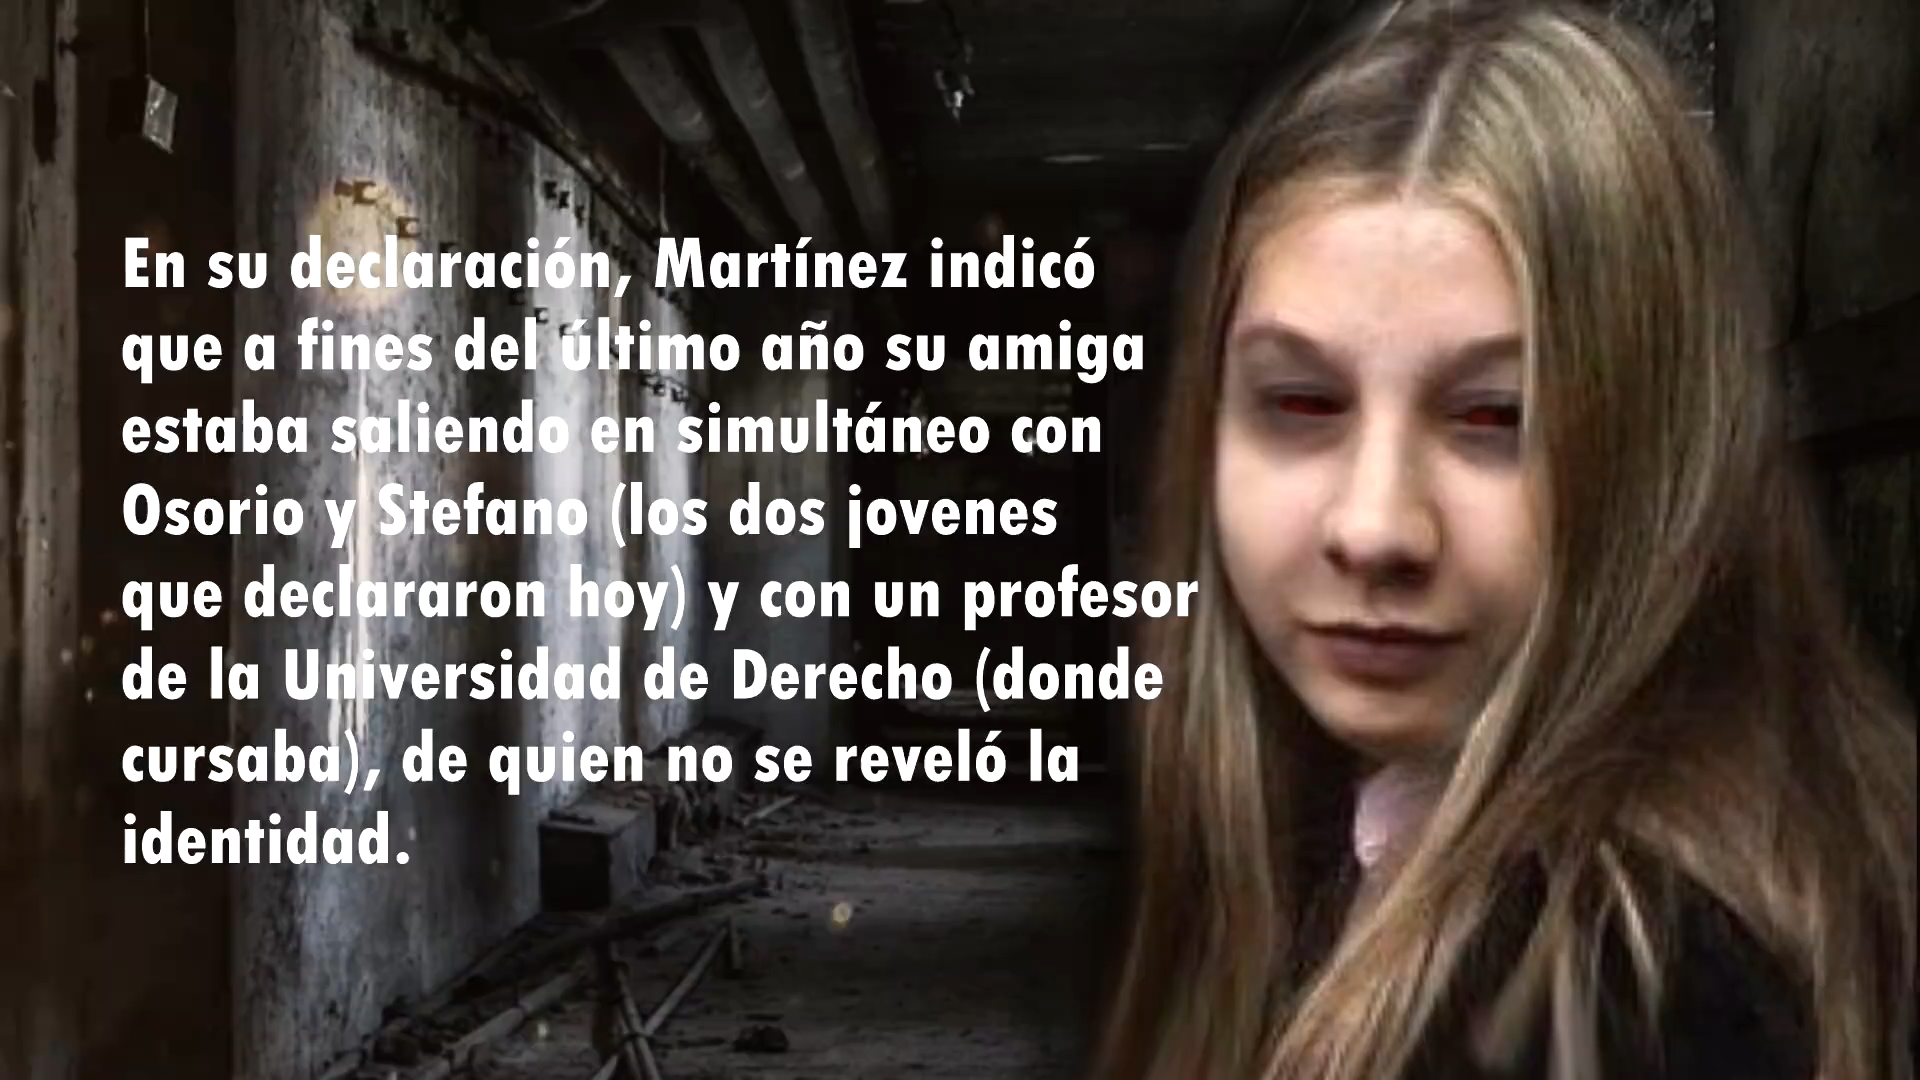 En su declaración, Martínez indicó
que a fines del último año su amiga
estaba saliendo en simultáneo con
Osorio y Stefano (los dos jovenes
que declararon hoy) y con un profesor
de la Universidad de Derecho (donde
cursaba), de quien no se reveló la
identidad.